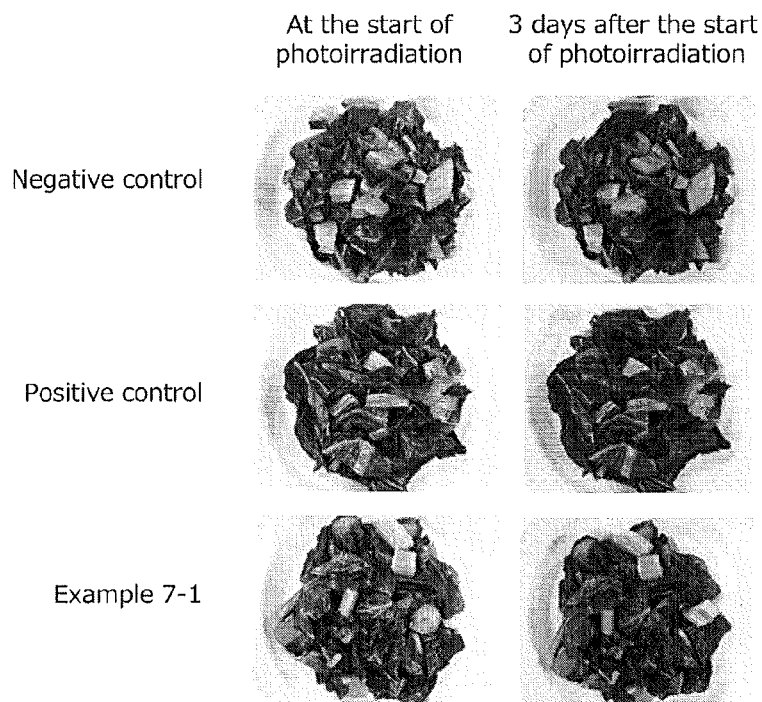 At the start of
photoirradiation
3 days after the start
of photoirradiation
Negative control
Positive control
Example 7-1